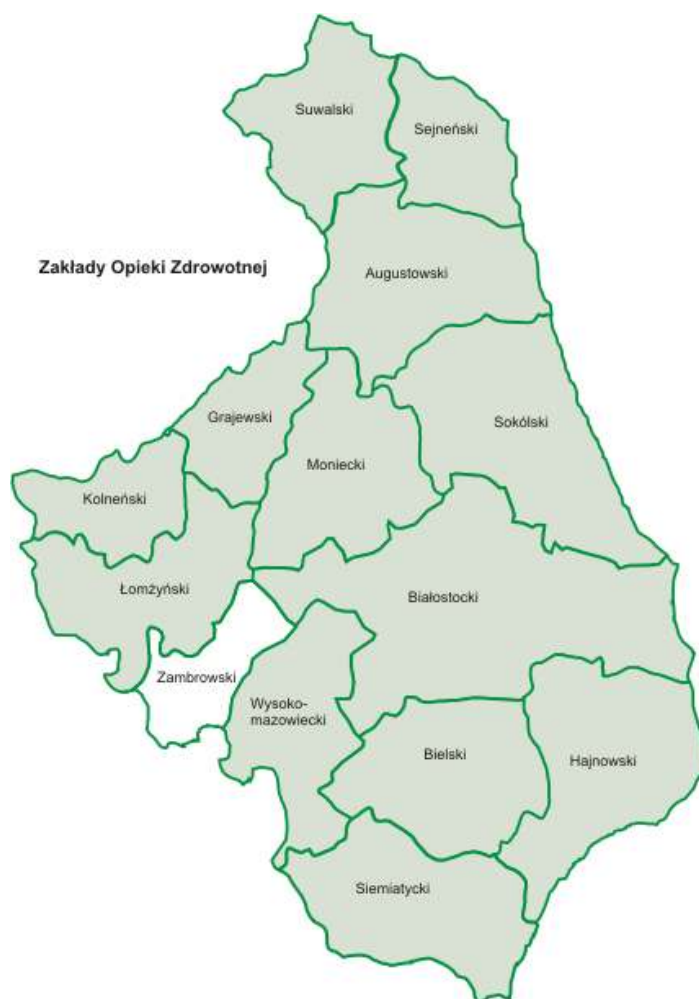 Suwalski
Sejneński
Zakłady Opieki Zdrowotnej
Augustowski
Grajewski
Sokólski
Moniecki
Kolneński
Łomżyński
Białostocki
Zambrowski
Wysoko-
mazowiecki
Bielski
Hajnowski
Siemiatycki